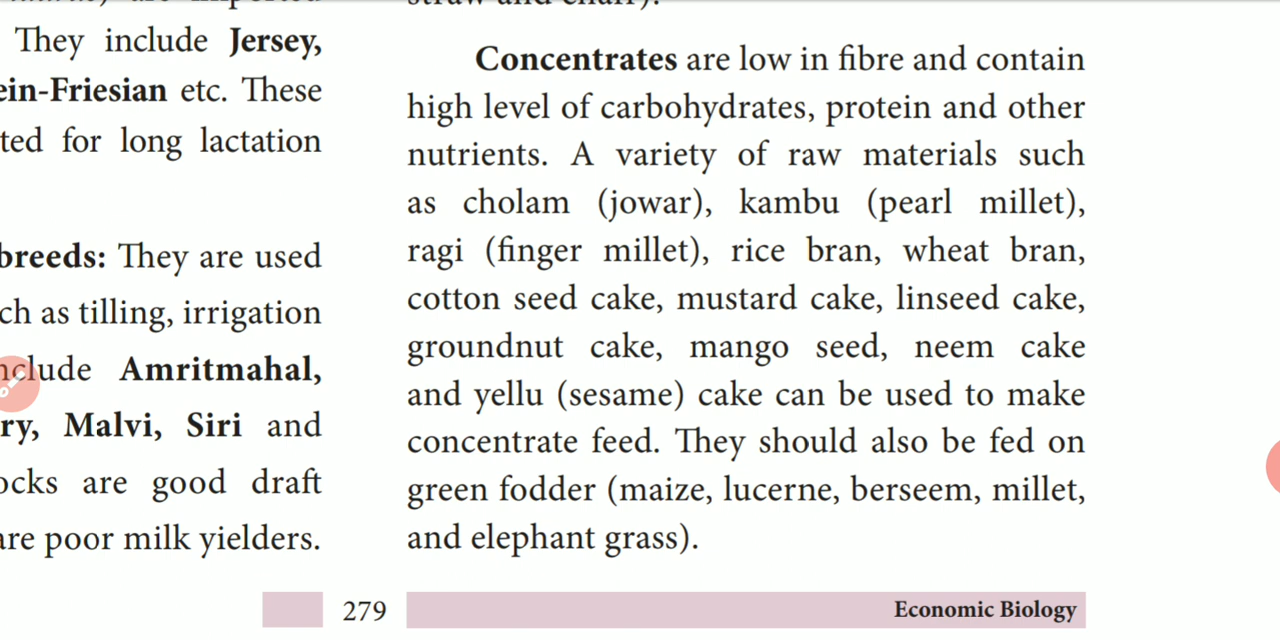 They include Jersey,
ein-Friesian etc. These
ted for long lactation
breeds: They are used
ch as tilling, irrigation
nclude Amritmahal,
ry, Malvi, Siri and
ocks are good draft
are poor milk yielders.
straw and chaff).
Concentrates are low in fibre and contain
high level of carbohydrates, protein and other
nutrients. A variety of raw materials such
as cholam (jowar), kambu (pearl millet),
ragi (finger millet), rice bran, wheat bran,
cotton seed cake, mustard cake, linseed cake,
groundnut cake, mango seed, neem cake
and yellu (sesame) cake can be used to make
concentrate feed. They should also be fed on
green fodder (maize, lucerne, berseem, millet,
and elephant grass).
279
Economic Biology